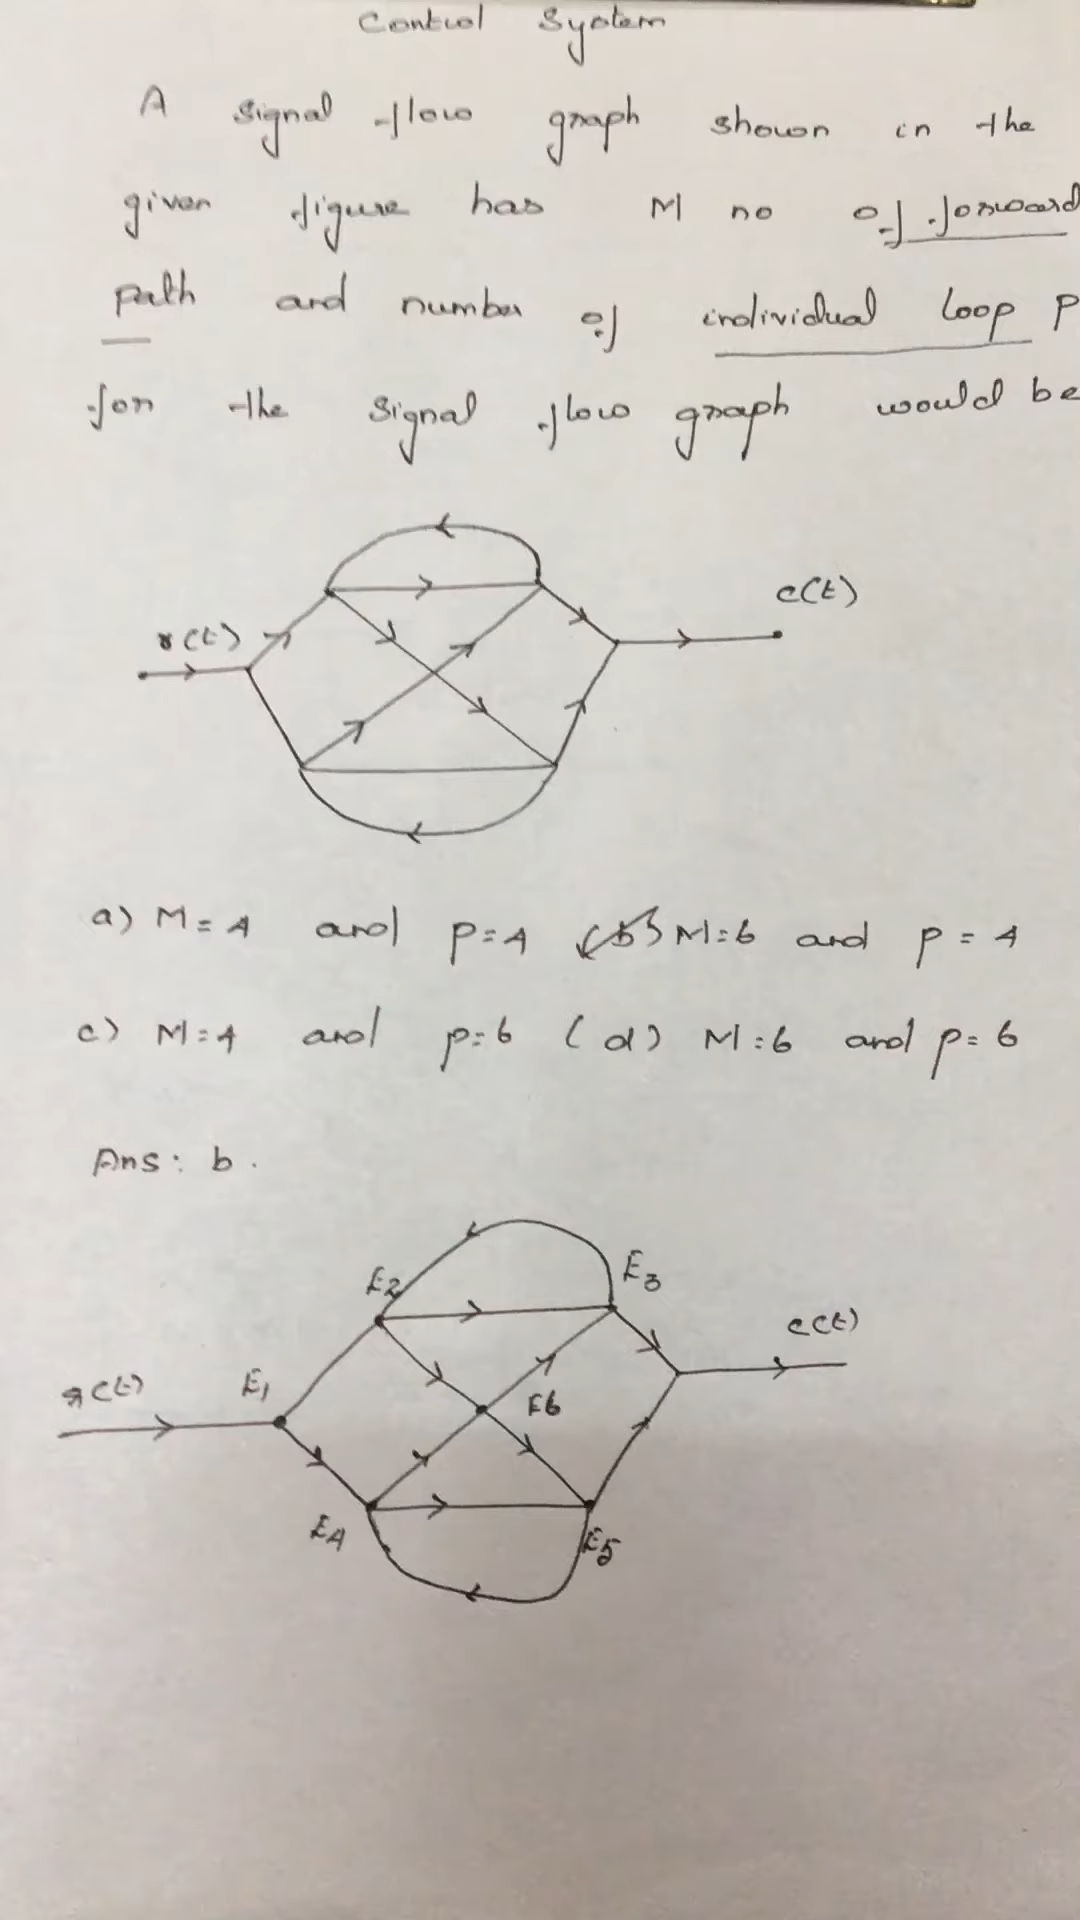 Control System
A signal flow graph shown in the
given figure has M no of forward
path and number of individual loop P
for the signal flow graph would be
r(t)
c(t)
a) M=4 and p=4 (b) M=6 and p=4
c) M=4 and p=6 (d) M=6 and p=6
Ans: b.
E2
E3
c(t)
r(t)
E1
E6
E4
E5